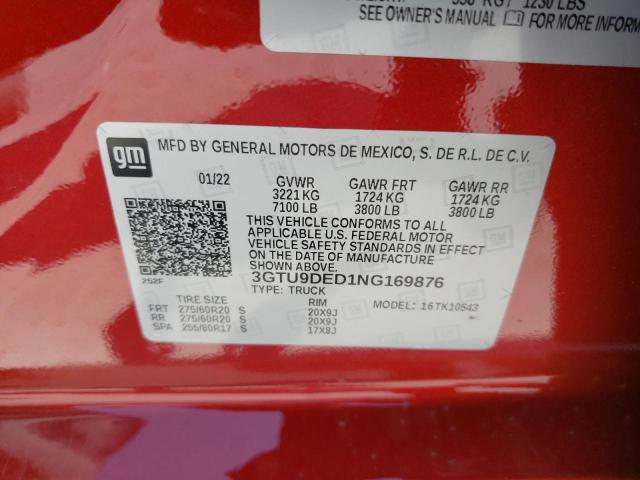 558 KG / 1230 LBS
SEE OWNER'S MANUAL FOR MORE INFORM
gm
MFD BY GENERAL MOTORS DE MEXICO, S. DE R.L. DE C.V.
01/22 GVWR GAWR FRT GAWR RR
3221 KG 1724 KG 1724 KG
7100 LB 3800 LB 3800 LB
THIS VEHICLE CONFORMS TO ALL
APPLICABLE U.S. FEDERAL MOTOR
VEHICLE SAFETY STANDARDS IN EFFECT
ON THE DATE OF MANUFACTURE
SHOWN ABOVE.
252F
3GTU9DED1NG169876
TYPE: TRUCK
TIRE SIZE RIM MODEL: 16TK10543
FRT 275/60R20 S 20X9J
RR 275/60R20 S 20X9J
SPA 255/80R17 S 17X8J